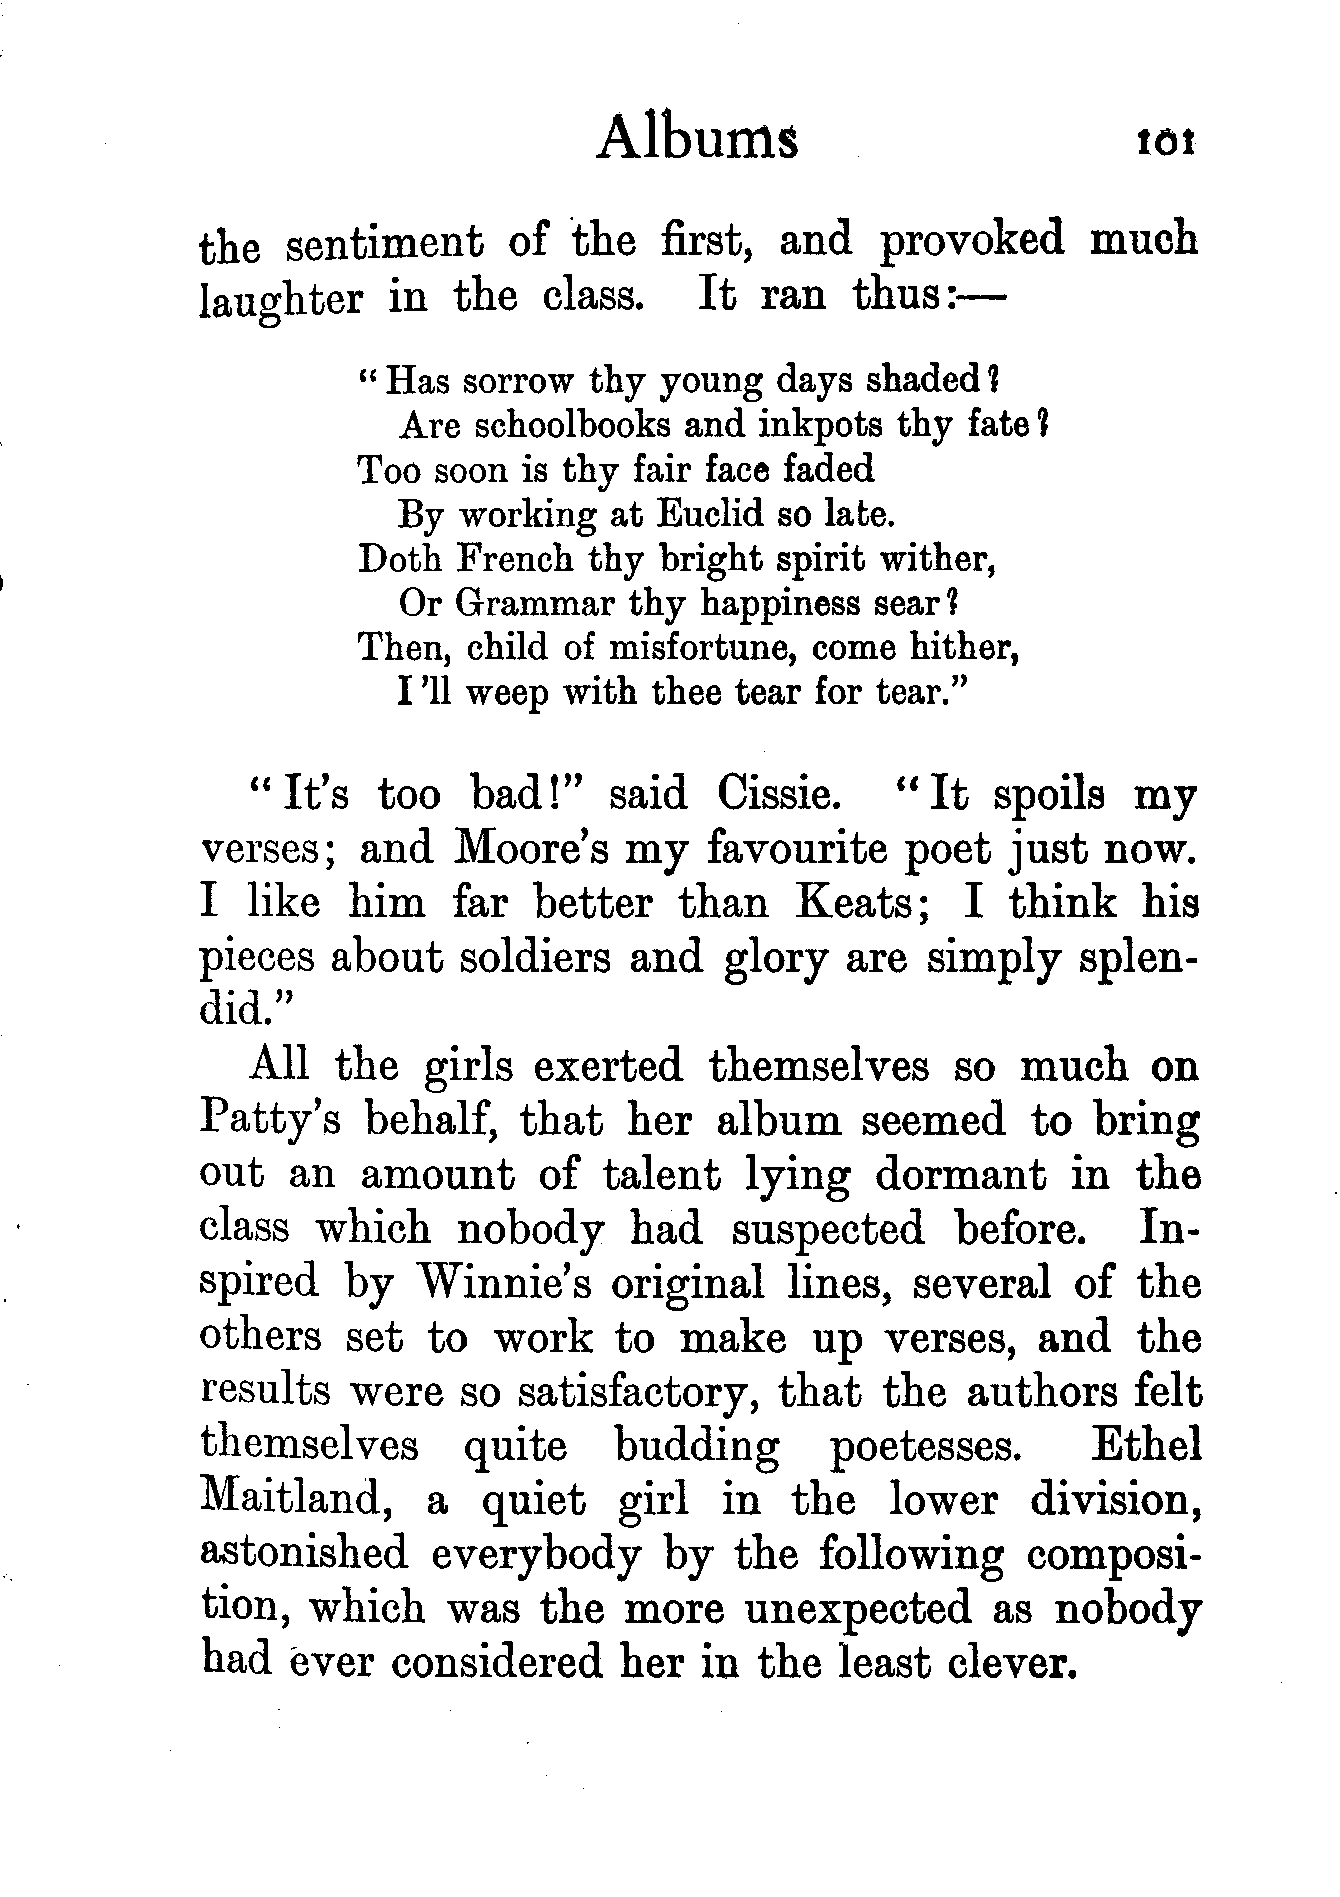 Albums 101
the sentiment of the first, and provoked much
laughter in the class. It ran thus:—
“Has sorrow thy young days shaded?
Are schoolbooks and inkpots thy fate?
Too soon is thy fair face faded
By working at Euclid so late.
Doth French thy bright spirit wither,
Or Grammar thy happiness sear?
Then, child of misfortune, come hither,
I'll weep with thee tear for tear.”
“It's too bad!” said Cissie. “It spoils my
verses; and Moore's my favourite poet just now.
I like him far better than Keats; I think his
pieces about soldiers and glory are simply splen-
did.”
All the girls exerted themselves so much on
Patty's behalf, that her album seemed to bring
out an amount of talent lying dormant in the
class which nobody had suspected before. In-
spired by Winnie's original lines, several of the
others set to work to make up verses, and the
results were so satisfactory, that the authors felt
themselves quite budding poetesses. Ethel
Maitland, a quiet girl in the lower division,
astonished everybody by the following composi-
tion, which was the more unexpected as nobody
had ever considered her in the least clever.